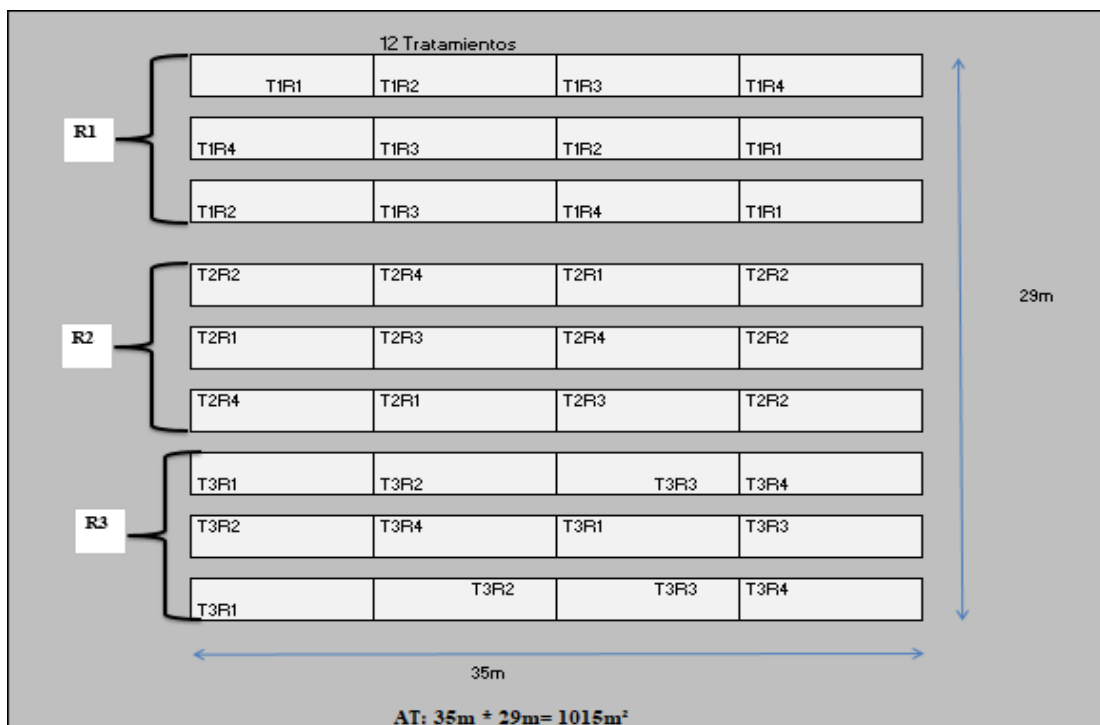 12 Tratamientos
T1R1 T1R2 T1R3 T1R4
R1
T1R4 T1R3 T1R2 T1R1
T1R2 T1R3 T1R4 T1R1
T2R2 T2R4 T2R1 T2R2
29m
R2
T2R1 T2R3 T2R4 T2R2
T2R4 T2R1 T2R3 T2R2
T3R1 T3R2 T3R3 T3R4
R3
T3R2 T3R4 T3R1 T3R3
T3R1 T3R2 T3R3 T3R4
35m
AT: 35m * 29m= 1015m²